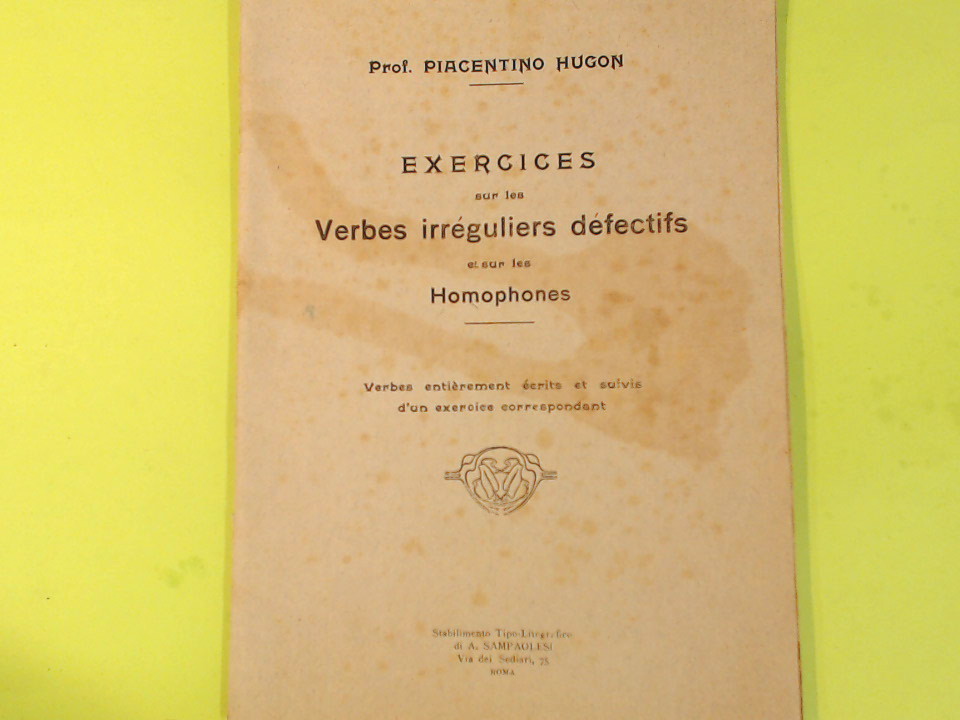 Prof. PIACENTINO HUGON
EXERCICES
sur les
Verbes irréguliers défectifs
et sur les
Homophones
Verbes entièrement écrits et suivis
d'un exercice correspondant
Stabilimento Tipo-Litografico
di A. SAMPAOLESI
Via dei Sediari, 73
ROMA